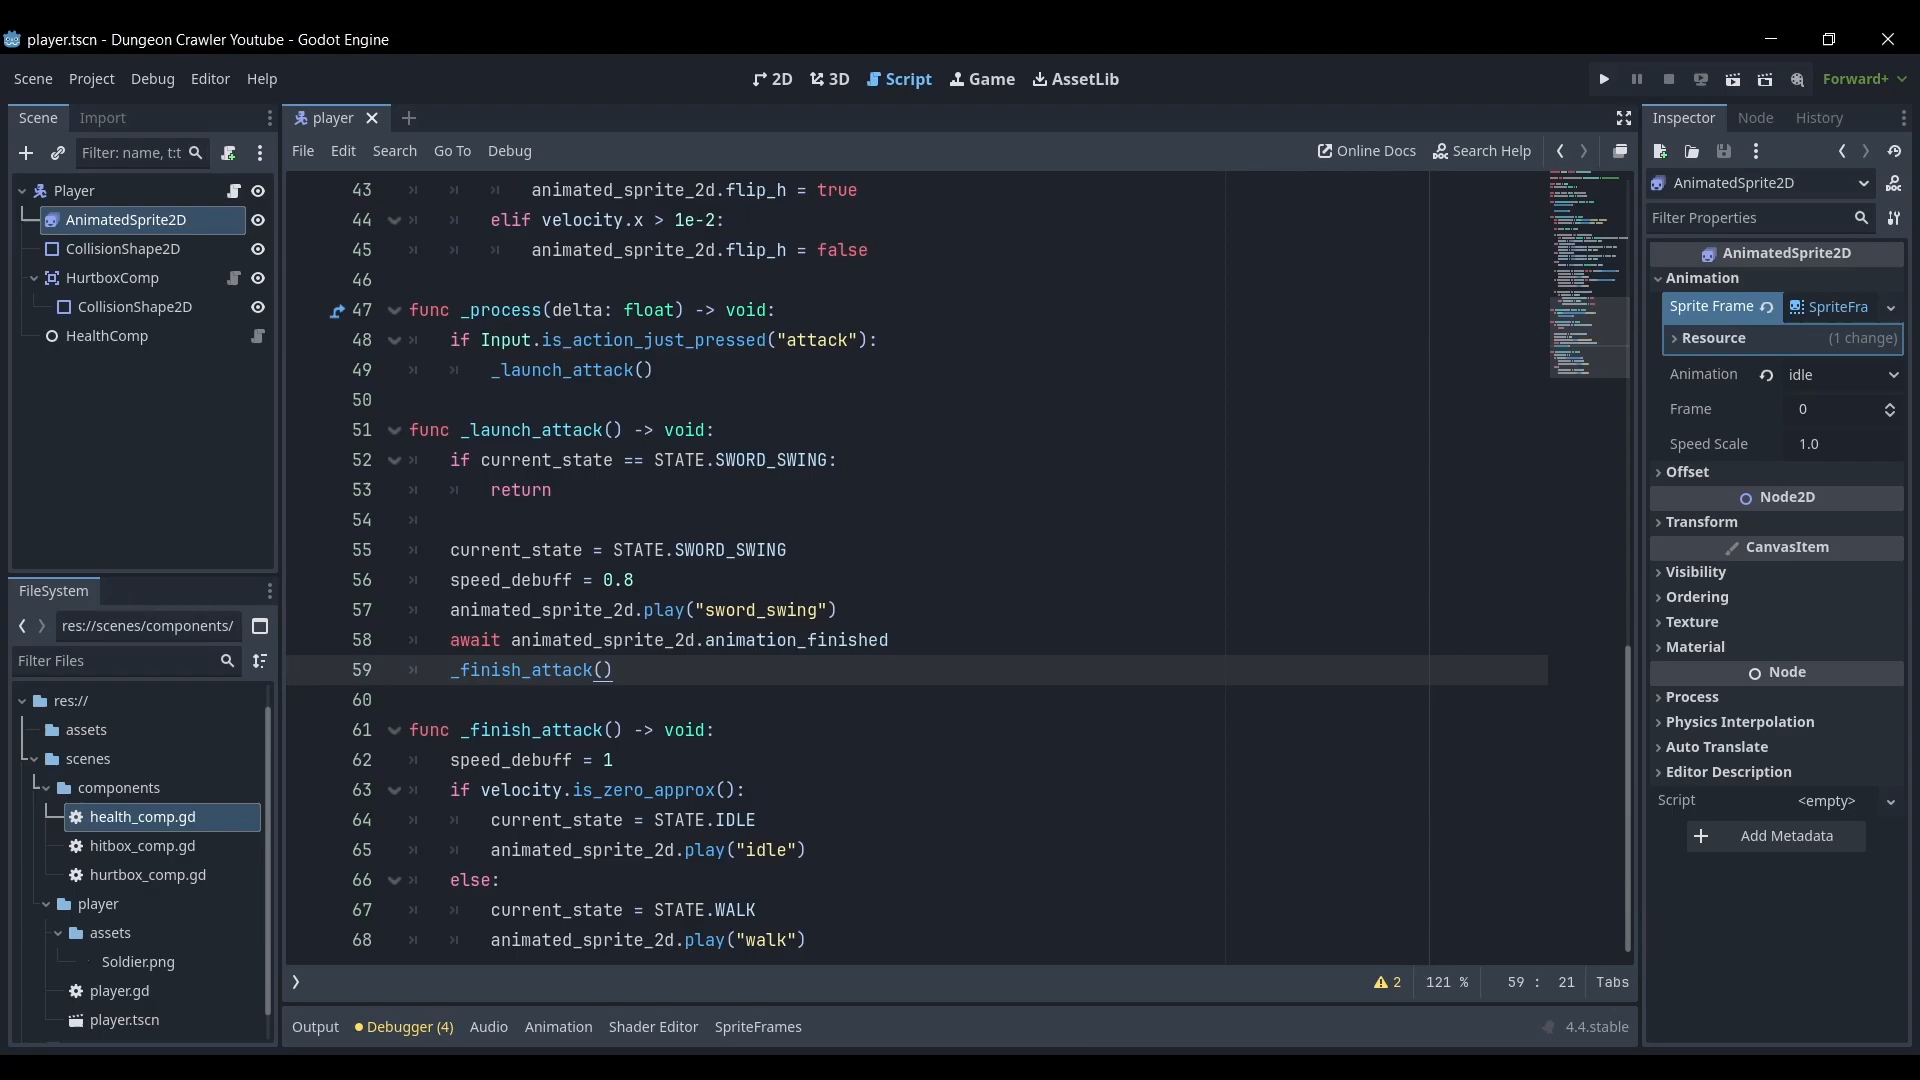 player.tscn - Dungeon Crawler Youtube - Godot Engine
Scene Project Debug Editor Help
2D 3D Script Game AssetLib
Forward+
Scene Import
Filter: name, t:t
Player
AnimatedSprite2D
CollisionShape2D
HurtboxComp
CollisionShape2D
HealthComp
FileSystem
res://scenes/components/
Filter Files
res://
assets
scenes
components
health_comp.gd
hitbox_comp.gd
hurtbox_comp.gd
player
assets
Soldier.png
player.gd
player.tscn
player
File Edit Search Go To Debug
Online Docs Search Help
43 animated_sprite_2d.flip_h = true
44 elif velocity.x > 1e-2:
45 animated_sprite_2d.flip_h = false
46
47 func _process(delta: float) -> void:
48 if Input.is_action_just_pressed("attack"):
49 _launch_attack()
50
51 func _launch_attack() -> void:
52 if current_state == STATE.SWORD_SWING:
53 return
54
55 current_state = STATE.SWORD_SWING
56 speed_debuff = 0.8
57 animated_sprite_2d.play("sword_swing")
58 await animated_sprite_2d.animation_finished
59 _finish_attack()
60
61 func _finish_attack() -> void:
62 speed_debuff = 1
63 if velocity.is_zero_approx():
64 current_state = STATE.IDLE
65 animated_sprite_2d.play("idle")
66 else:
67 current_state = STATE.WALK
68 animated_sprite_2d.play("walk")
2 121 % 59 : 21 Tabs
Output Debugger (4) Audio Animation Shader Editor SpriteFrames
4.4.stable
Inspector Node History
AnimatedSprite2D
Filter Properties
AnimatedSprite2D
Animation
Sprite Frame SpriteFra
Resource (1 change)
Animation idle
Frame 0
Speed Scale 1.0
Offset
Node2D
Transform
CanvasItem
Visibility
Ordering
Texture
Material
Node
Process
Physics Interpolation
Auto Translate
Editor Description
Script <empty>
Add Metadata